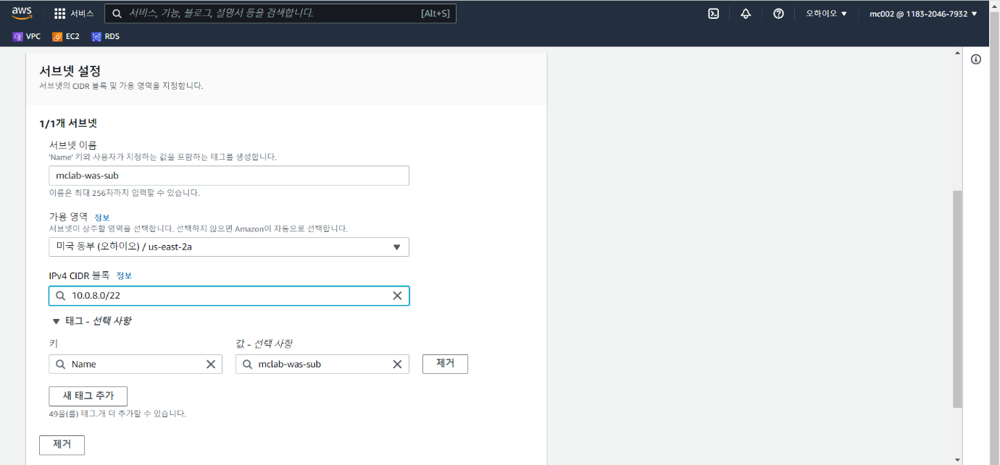 aws
서비스
서비스, 기능, 블로그, 설명서 등을 검색합니다.
[Alt+S]
오하이오 ▼
mc002 @ 1183-2046-7932 ▼
VPC
EC2
RDS
서브넷 설정
서브넷의 CIDR 블록 및 가용 영역을 지정합니다.
1/1개 서브넷
서브넷 이름
'Name' 키와 사용자가 지정하는 값을 포함하는 태그를 생성합니다.
mclab-was-sub
이름은 최대 256자까지 입력할 수 있습니다.
가용 영역 정보
서브넷이 상주할 영역을 선택합니다. 선택하지 않으면 Amazon이 자동으로 선택합니다.
미국 동부 (오하이오) / us-east-2a
IPv4 CIDR 블록 정보
10.0.8.0/22
▼ 태그 - 선택 사항
키
값 - 선택 사항
Name
mclab-was-sub
제거
새 태그 추가
49을(를) 태그.개 더 추가할 수 있습니다.
제거